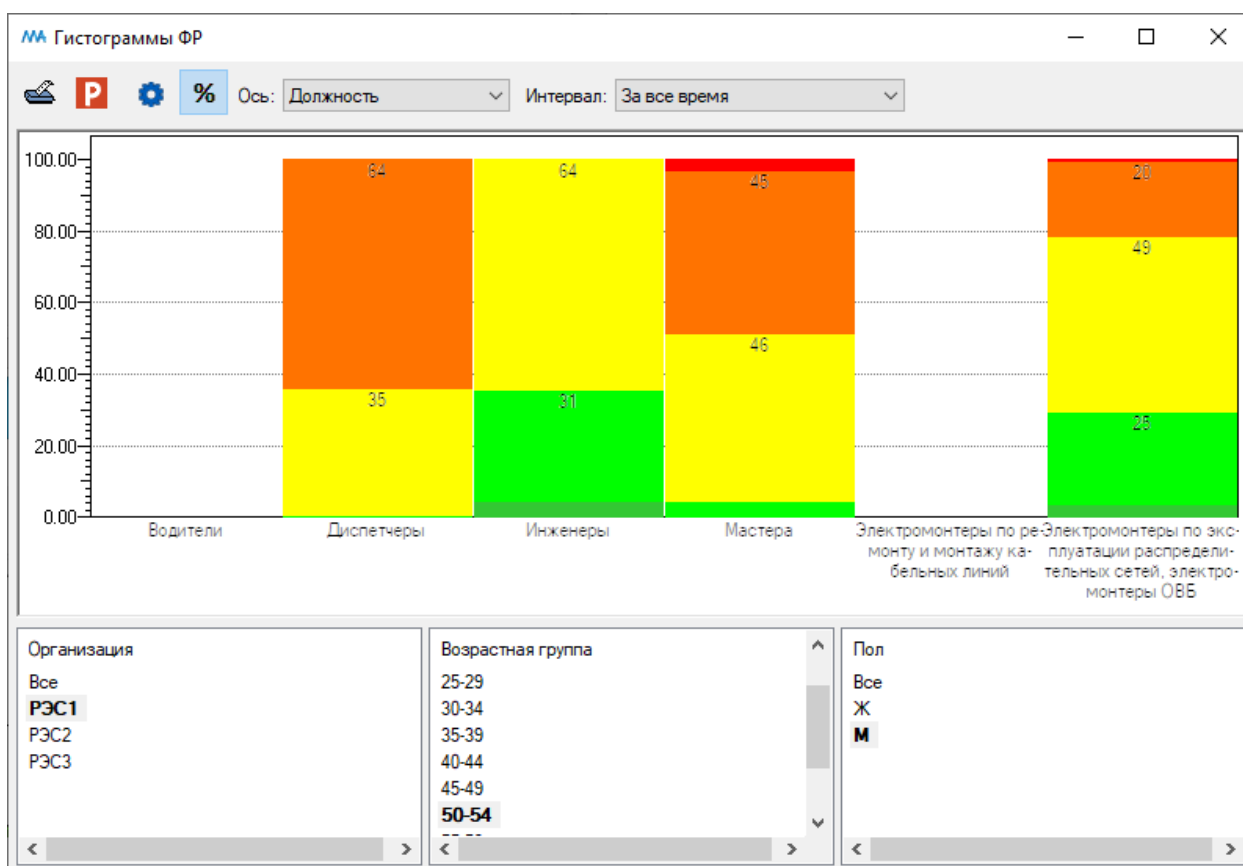 Гистограммы ФР
% Ось: Должность Интервал: За все время
100.00
80.00
60.00
40.00
20.00
0.00
64
35
64
31
45
46
20
49
25
Водители
Диспетчеры
Инженеры
Мастера
Электромонтеры по ре-
монту и монтажу ка-
бельных линий
Электромонтеры по экс-
плуатации распредели-
тельных сетей, электро-
монтеры ОВБ
Организация
Все
РЭС1
РЭС2
РЭС3
Возрастная группа
25-29
30-34
35-39
40-44
45-49
50-54
Пол
Все
Ж
М